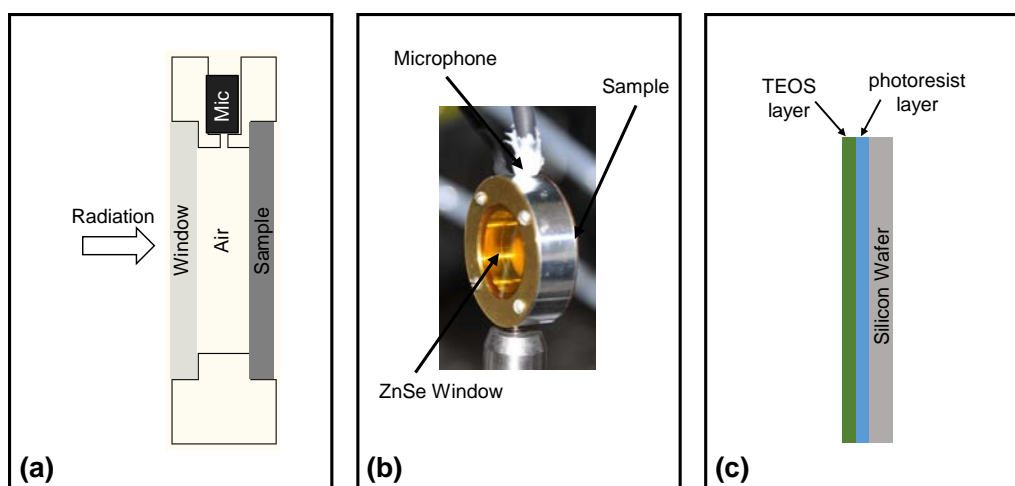 Mic
Radiation
Window
Air
Sample
(a)
Microphone
Sample
ZnSe Window
(b)
TEOS
layer
photoresist
layer
Silicon Wafer
(c)